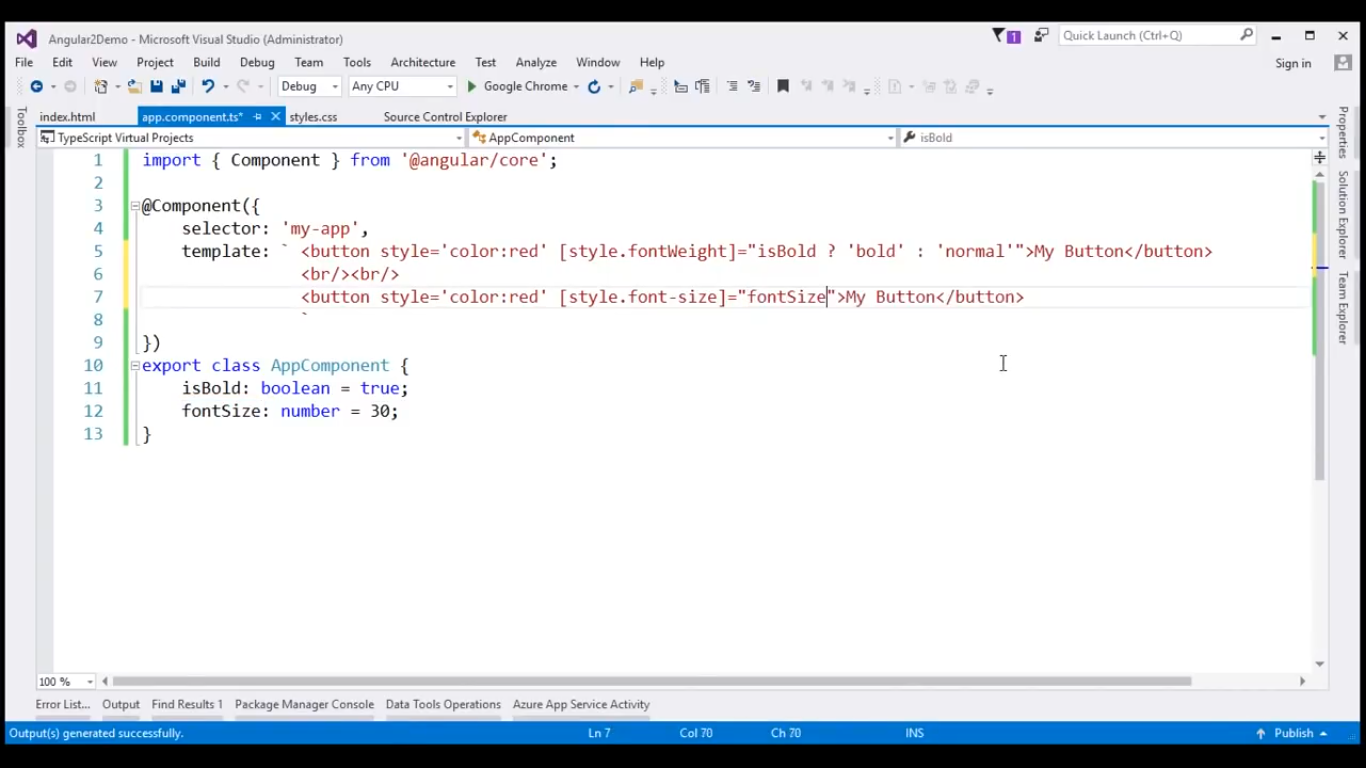 Angular2Demo - Microsoft Visual Studio (Administrator)
1
Quick Launch (Ctrl+Q)
File Edit View Project Build Debug Team Tools Architecture Test Analyze Window Help
Sign in
Debug Any CPU Google Chrome
index.html app.component.ts* styles.css Source Control Explorer
TypeScript Virtual Projects AppComponent isBold
Toolbox
Properties
Solution Explorer
Team Explorer
1 import { Component } from '@angular/core';
2
3 @Component({
4 selector: 'my-app',
5 template: ` <button style='color:red' [style.fontWeight]="isBold ? 'bold' : 'normal'">My Button</button>
6 <br/><br/>
7 <button style='color:red' [style.font-size]="fontSize">My Button</button>
8 `
9 })
10 export class AppComponent {
11 isBold: boolean = true;
12 fontSize: number = 30;
13 }
100 %
Error List... Output Find Results 1 Package Manager Console Data Tools Operations Azure App Service Activity
Output(s) generated successfully. Ln 7 Col 70 Ch 70 INS Publish